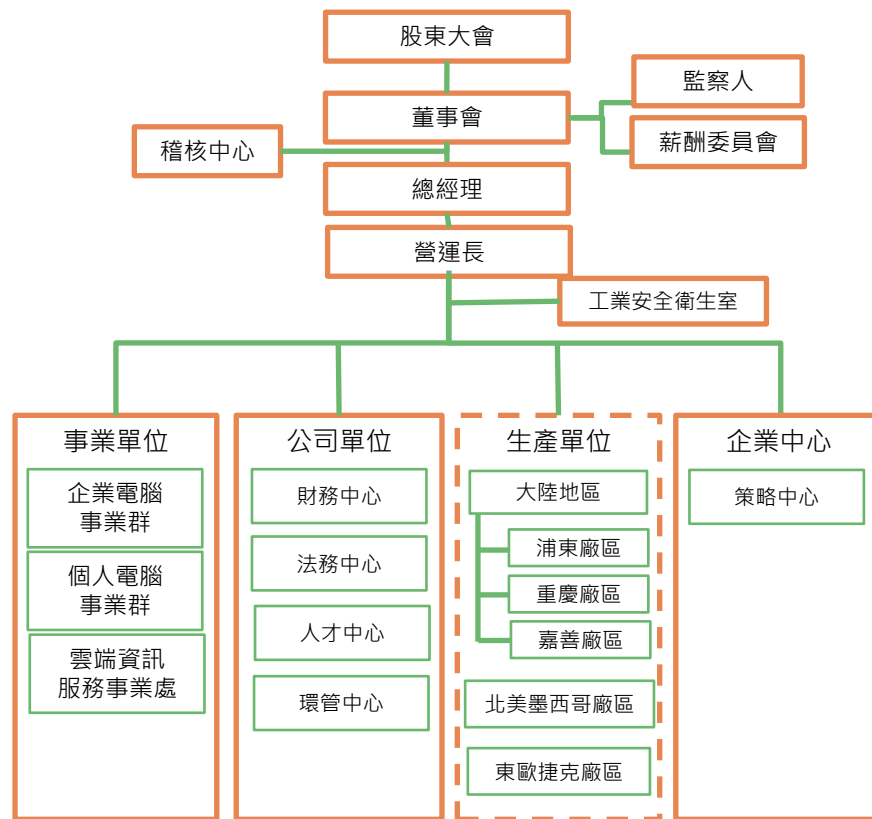 股東大會
監察人
董事會
稽核中心
薪酬委員會
總經理
營運長
工業安全衛生室
事業單位
企業電腦
事業群
個人電腦
事業群
雲端資訊
服務事業處
公司單位
財務中心
法務中心
人才中心
環管中心
生產單位
大陸地區
浦東廠區
重慶廠區
嘉善廠區
北美墨西哥廠區
東歐捷克廠區
企業中心
策略中心